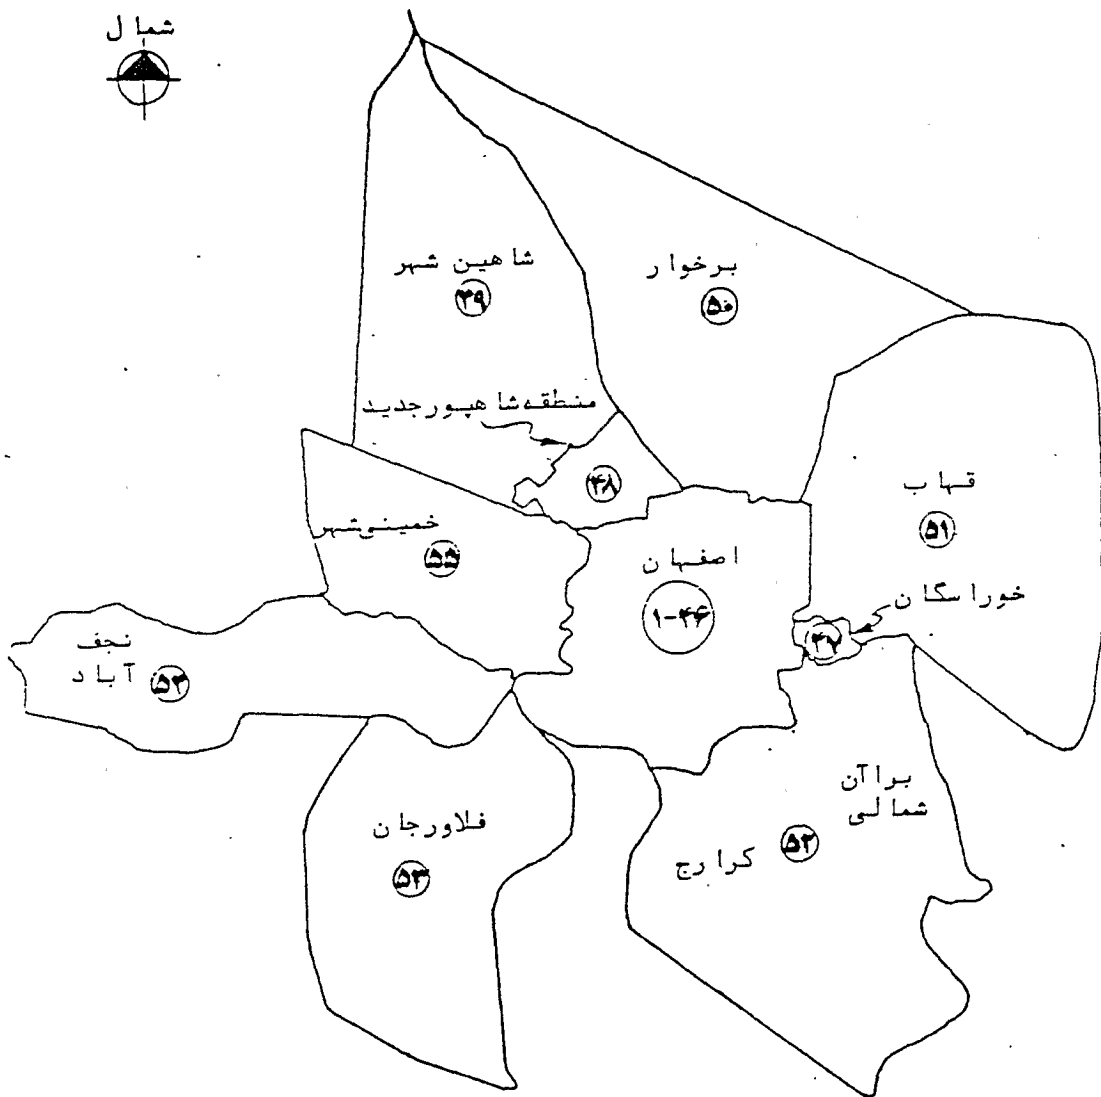 شمال
شاهین شهر
۴۹
برخوار
۵۰
منطقه شاهپور جدید
۴۸
قهاب
۵۱
خمینی شهر
۵۵
اصفهان
۱-۴۶
خوراسگان
۴۷
نجف
آباد
۵۴
براآن
شمالی
کرارج
۵۲
فلاورجان
۵۳